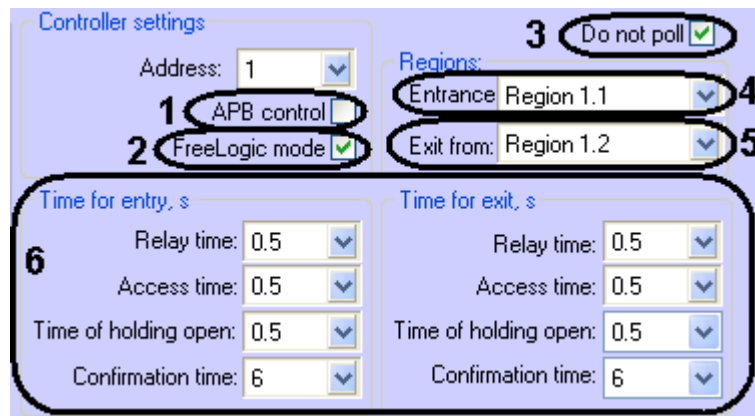 Controller settings
3 Do not poll
Address: 1
Regions:
1 APB control
Entrance Region 1.1 4
2 FreeLogic mode
Exit from: Region 1.2 5
Time for entry, s
Time for exit, s
6
Relay time: 0.5
Relay time: 0.5
Access time: 0.5
Access time: 0.5
Time of holding open: 0.5
Time of holding open: 0.5
Confirmation time: 6
Confirmation time: 6